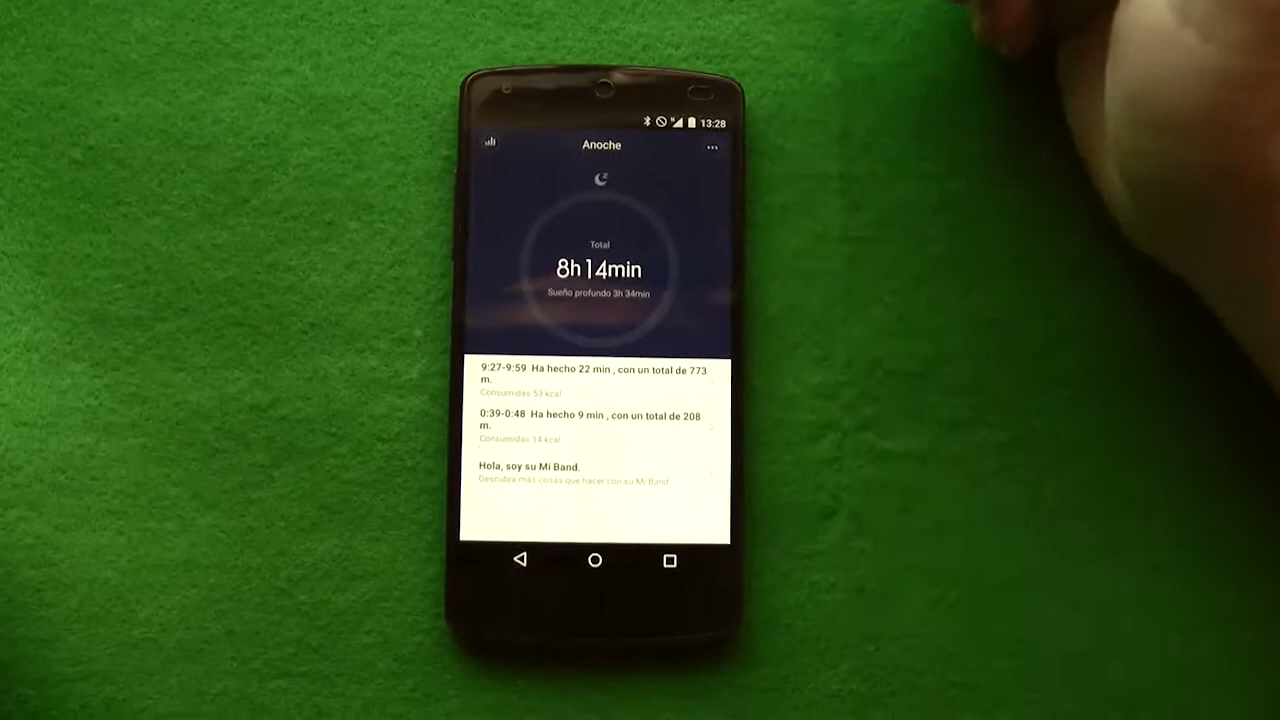 13:28
Anoche
Total
8h 14min
Sueño profundo 3h 34min
9:27-9:59 Ha hecho 22 min , con un total de 773
m.
Consumidas 53 kcal
0:39-0:48 Ha hecho 9 min , con un total de 208
m.
Consumidas 14 kcal
Hola, soy su Mi Band.
Descubra más cosas que hacer con su Mi Band